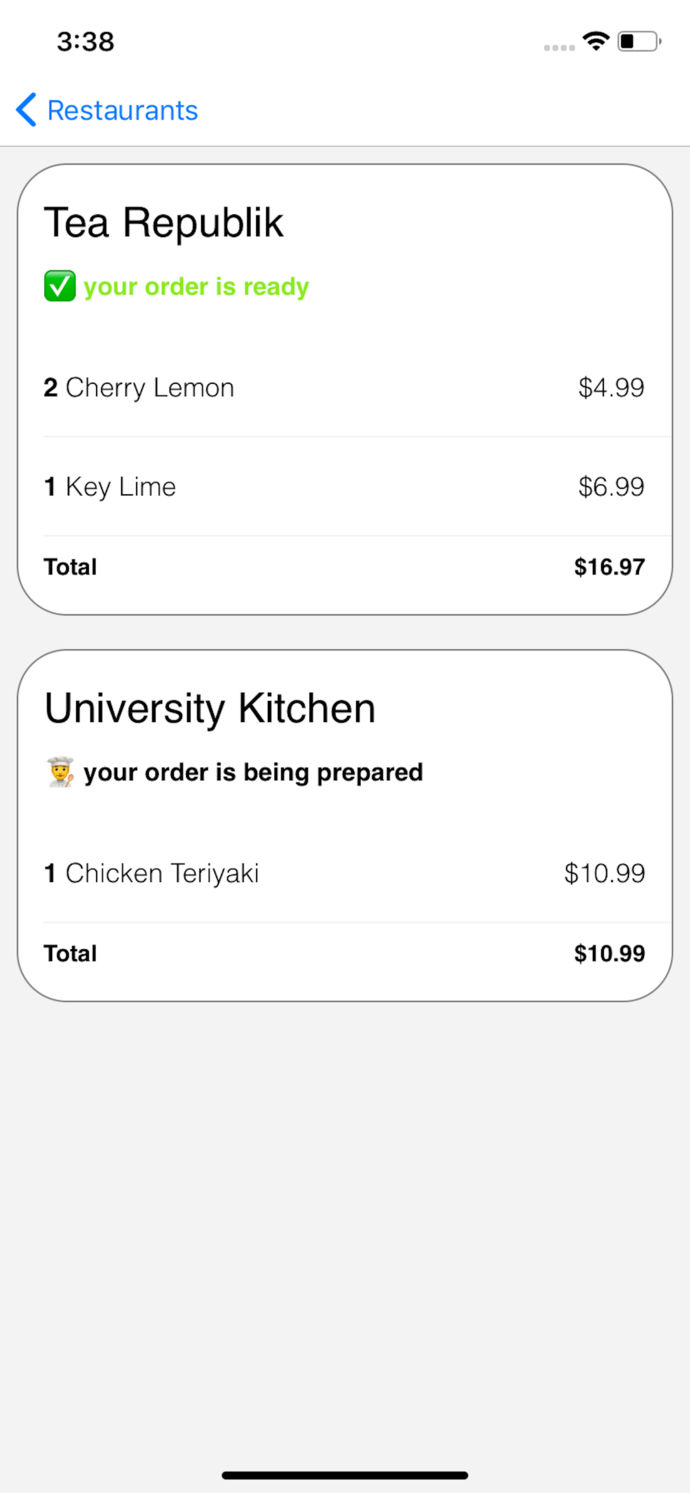 3:38
Restaurants
Tea Republik
✅ your order is ready
2 Cherry Lemon $4.99
1 Key Lime $6.99
Total $16.97
University Kitchen
👨‍🍳 your order is being prepared
1 Chicken Teriyaki $10.99
Total $10.99